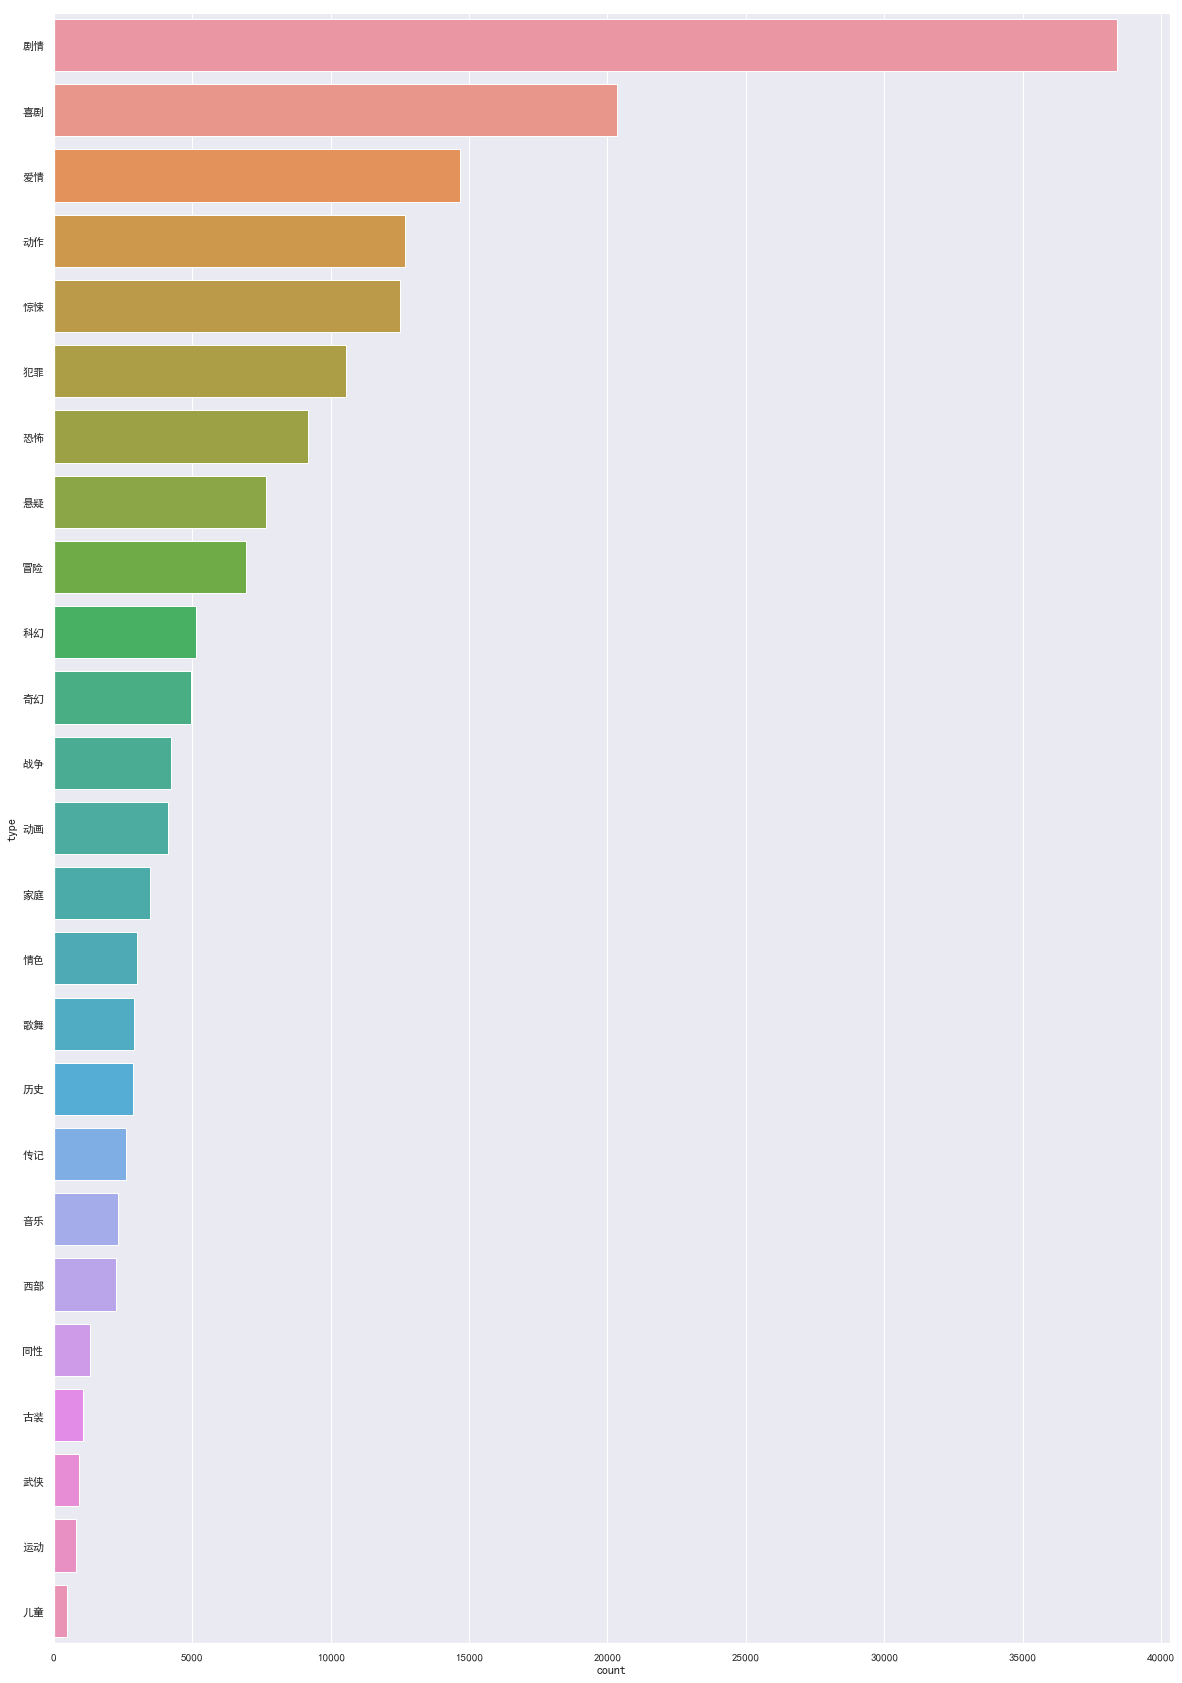 剧情
喜剧
爱情
动作
惊悚
犯罪
恐怖
悬疑
冒险
科幻
奇幻
战争
动画
家庭
情色
歌舞
历史
传记
音乐
西部
同性
古装
武侠
运动
儿童
type
0 5000 10000 15000 20000 25000 30000 35000 40000
count